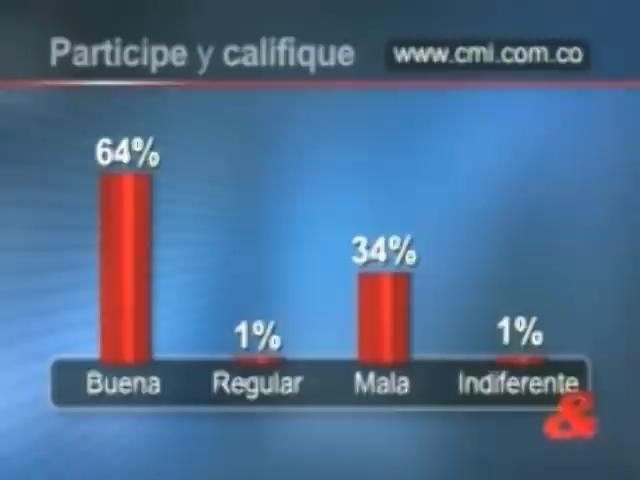 Participe y califique www.cmi.com.co
64%
34%
1% 1%
Buena Regular Mala Indiferente
&